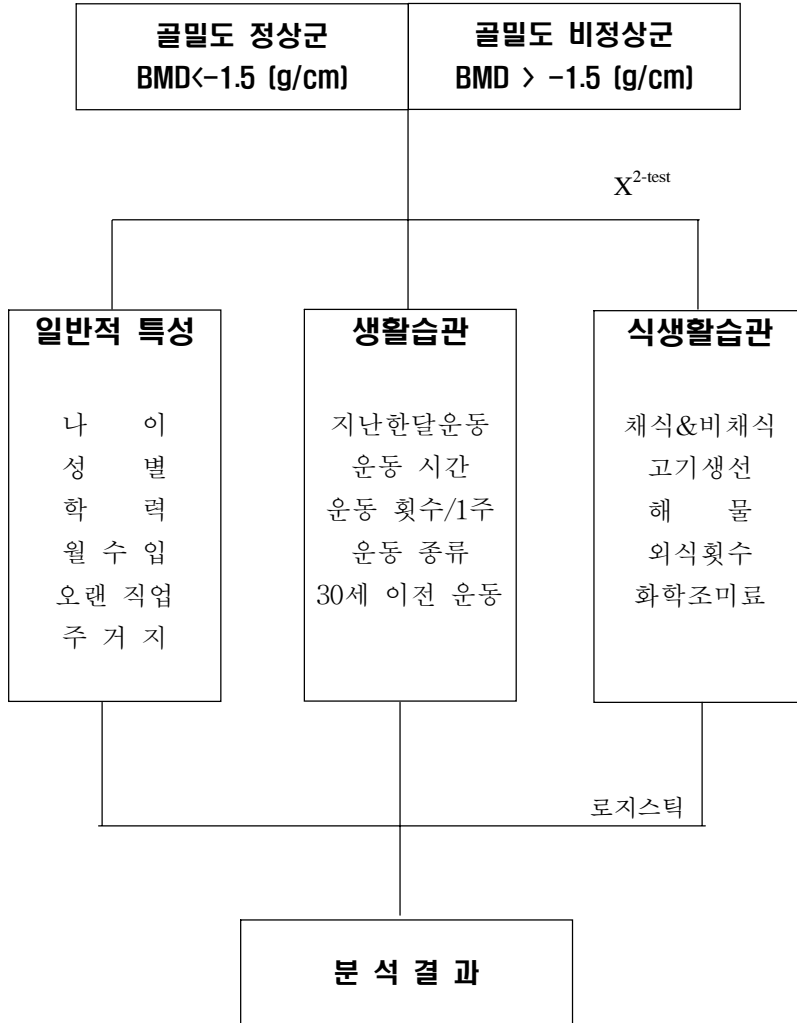 골밀도 정상군
BMD<-1.5 (g/cm)
골밀도 비정상군
BMD > -1.5 (g/cm)
X2-test
일반적 특성
나 이
성 별
학 력
월 수 입
오랜 직업
주 거 지
생활습관
지난한달운동
운동 시간
운동 횟수/1주
운동 종류
30세 이전 운동
식생활습관
채식&비채식
고기생선
해 물
외식횟수
화학조미료
로지스틱
분 석 결 과